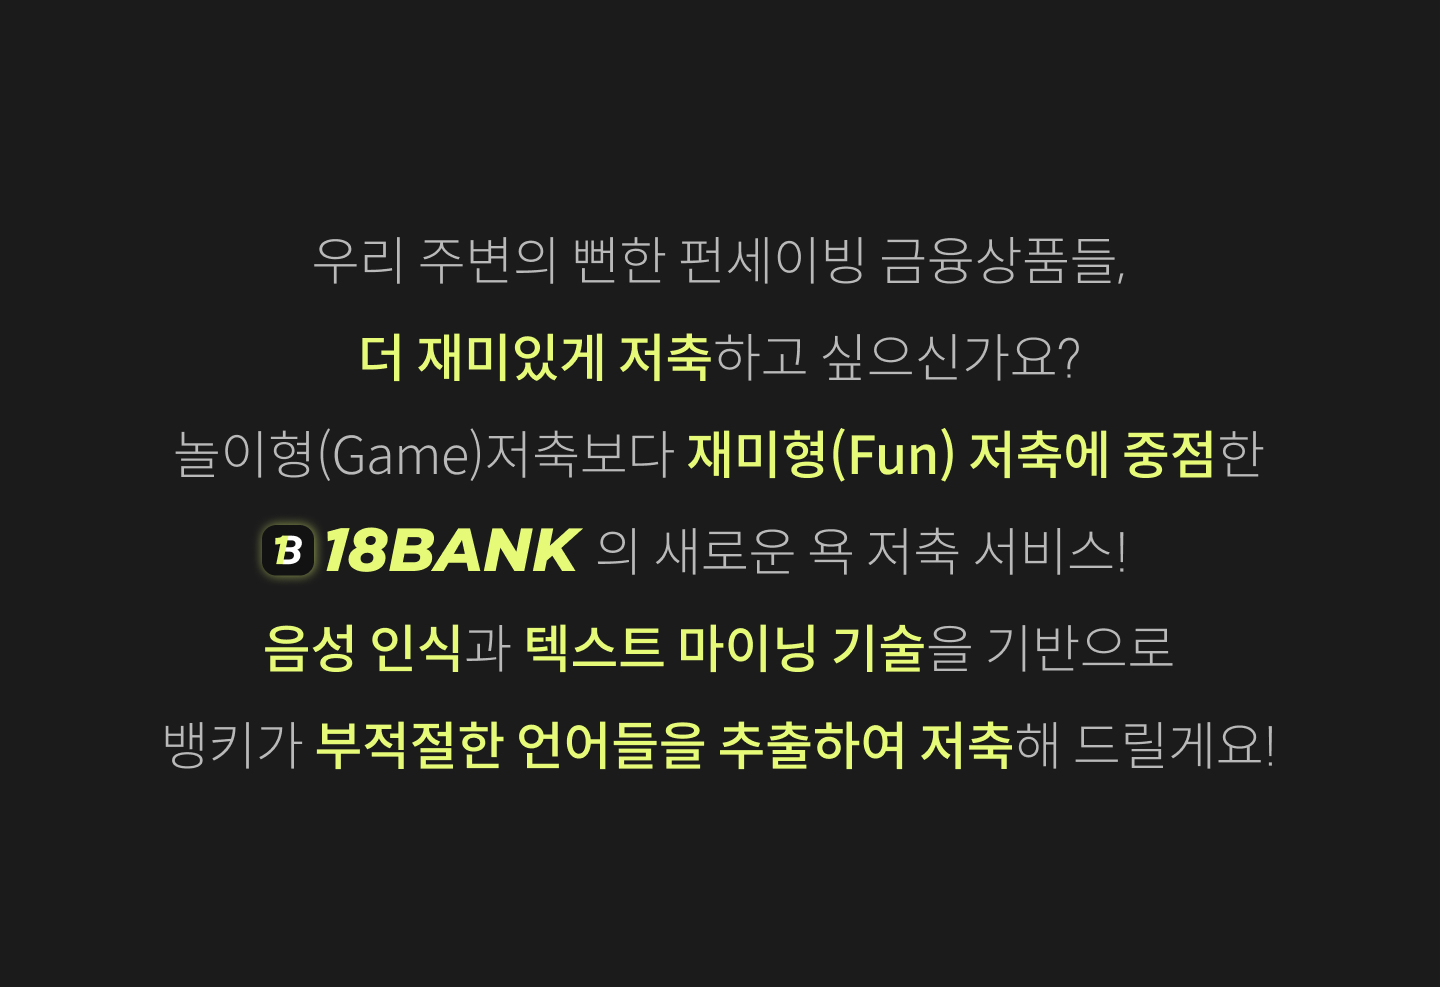 우리 주변의 뻔한 펀세이빙 금융상품들,
더 재미있게 저축하고 싶으신가요?
놀이형(Game)저축보다 재미형(Fun) 저축에 중점한
B 18BANK 의 새로운 욕 저축 서비스!
음성 인식과 텍스트 마이닝 기술을 기반으로
뱅키가 부적절한 언어들을 추출하여 저축해 드릴게요!